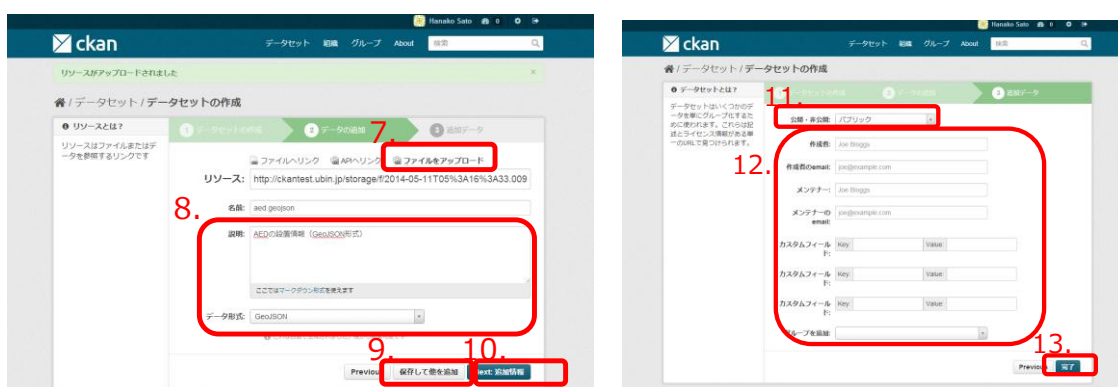 Hanako Sato 0
ckan
データセット 組織 グループ About 検索
リソースがアップロードされました ×
/ データセット / データセットの作成
リソースとは?
リソースはファイルまたはデータを参照するリンクです
1 データセットの作成 2 データの追加 3 追加データ
7.
ファイルへリンク APIへリンク ファイルをアップロード
リソース: http://ckantest.ubin.jp/storage/f/2014-05-11T05%3A16%3A33.009
8.
名前: aed.geojson
説明: AEDの設置情報（GeoJSON形式）
ここではマークダウン形式を使えます
データ形式: GeoJSON
9. 10.
Previous 保存して他を追加 Next: 追加情報
Hanako Sato 0
ckan
データセット 組織 グループ About 検索
/ データセット / データセットの作成
データセットとは?
データセットはいくつかのデータを単にグループ化するために使われます。これらは記述とライセンス情報がある単一のURLで見つけられます。
11.
1 データセットの作成 2 データの追加 3 追加データ
公開・非公開: パブリック
12.
作成者: Joe Bloggs
作成者のemail: joe@example.com
メンテナー: Joe Bloggs
メンテナーのemail: joe@example.com
カスタムフィールド: Key Value
カスタムフィールド: Key Value
カスタムフィールド: Key Value
グループを追加:
13.
Previous 完了